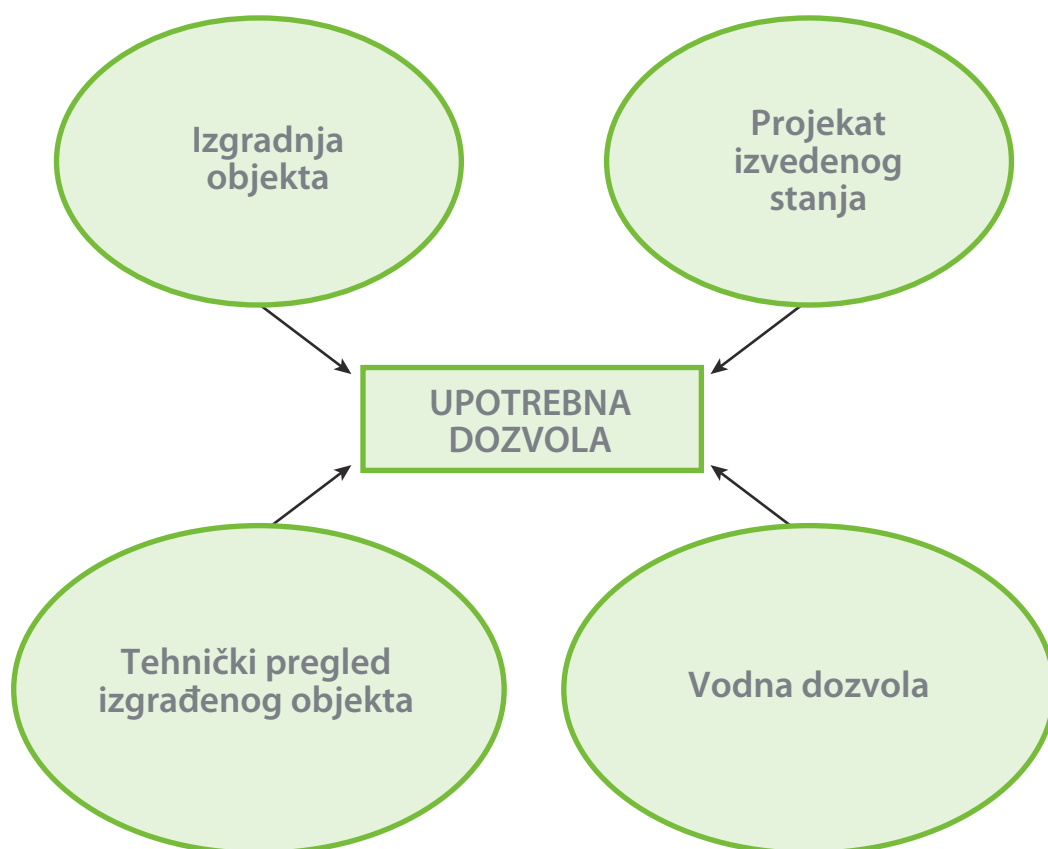 Izgradnja
objekta
Projekat
izvedenog
stanja
UPOTREBNA
DOZVOLA
Tehnički pregled
izgrađenog objekta
Vodna dozvola